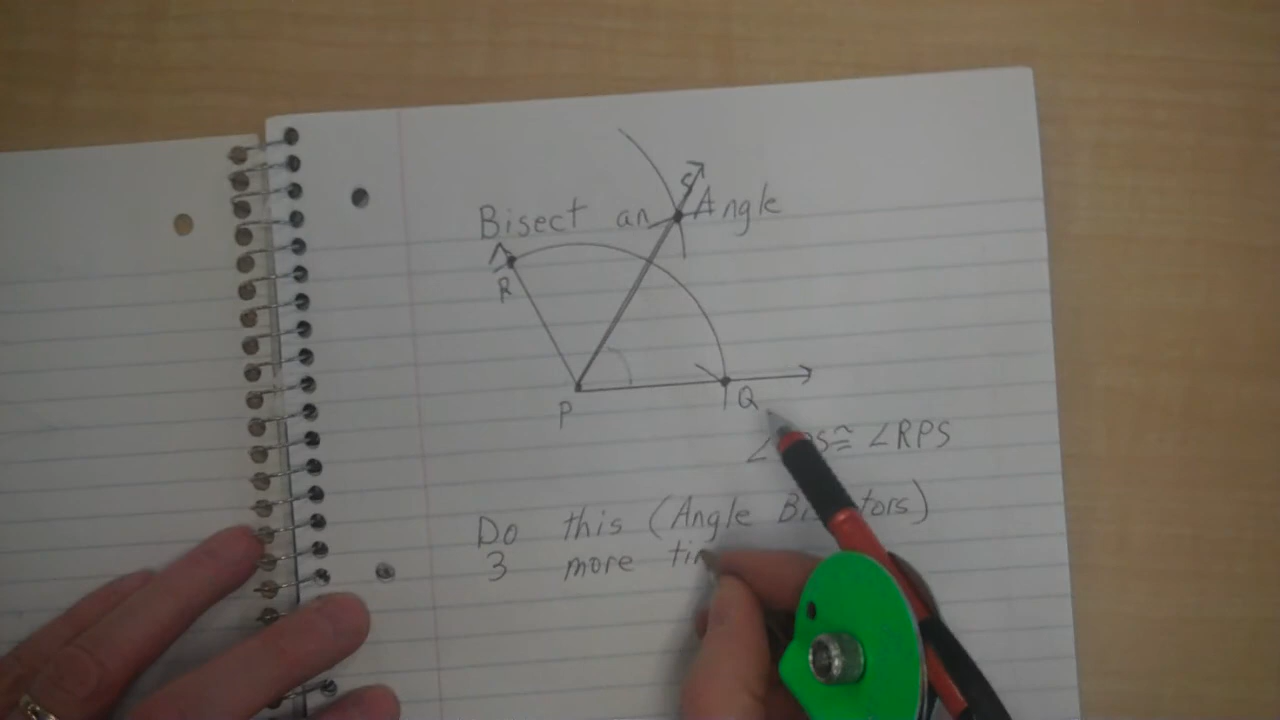 S
Bisect an Angle
R
P Q
≅ ∠RPS
Do this (Angle
3 more